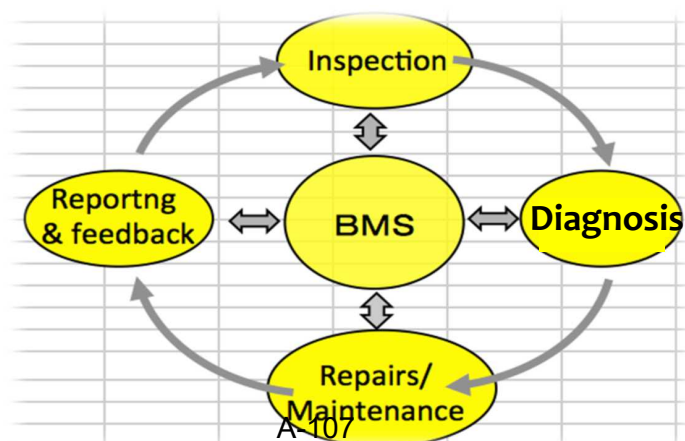 Inspection
Reportng
& feedback
BMS
Diagnosis
Repairs/
Maintenance
A-107